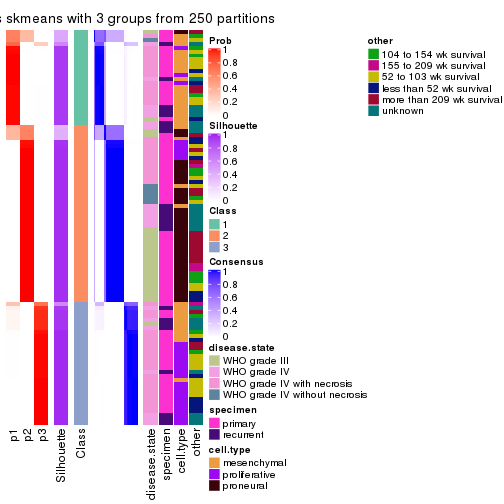 s skmeans with 3 groups from 250 partitions
Prob
1
0.8
0.6
0.4
0.2
0
Silhouette
1
0.8
0.6
0.4
0.2
0
Class
1
2
3
Consensus
1
0.8
0.6
0.4
0.2
0
disease.state
WHO grade III
WHO grade IV
WHO grade IV with necrosis
WHO grade IV without necrosis
specimen
primary
recurrent
cell.type
mesenchymal
proliferative
proneural
other
104 to 154 wk survival
155 to 209 wk survival
52 to 103 wk survival
less than 52 wk survival
more than 209 wk survival
unknown
p1
p2
p3
Silhouette
Class
disease.state
specimen
cell.type
other